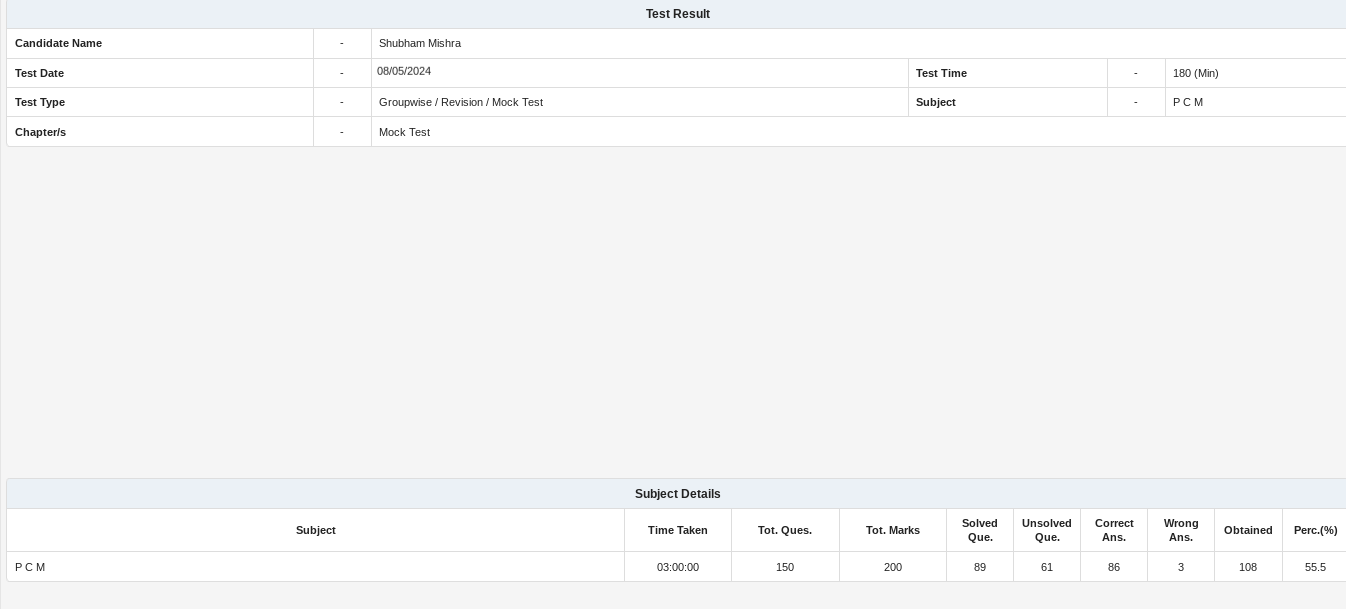 Test Result
Candidate Name - Shubham Mishra
Test Date - 08/05/2024 Test Time - 180 (Min)
Test Type - Groupwise / Revision / Mock Test Subject - P C M
Chapter/s - Mock Test
Subject Details
Subject Time Taken Tot. Ques. Tot. Marks Solved Que. Unsolved Que. Correct Ans. Wrong Ans. Obtained Perc.(%)
P C M 03:00:00 150 200 89 61 86 3 108 55.5